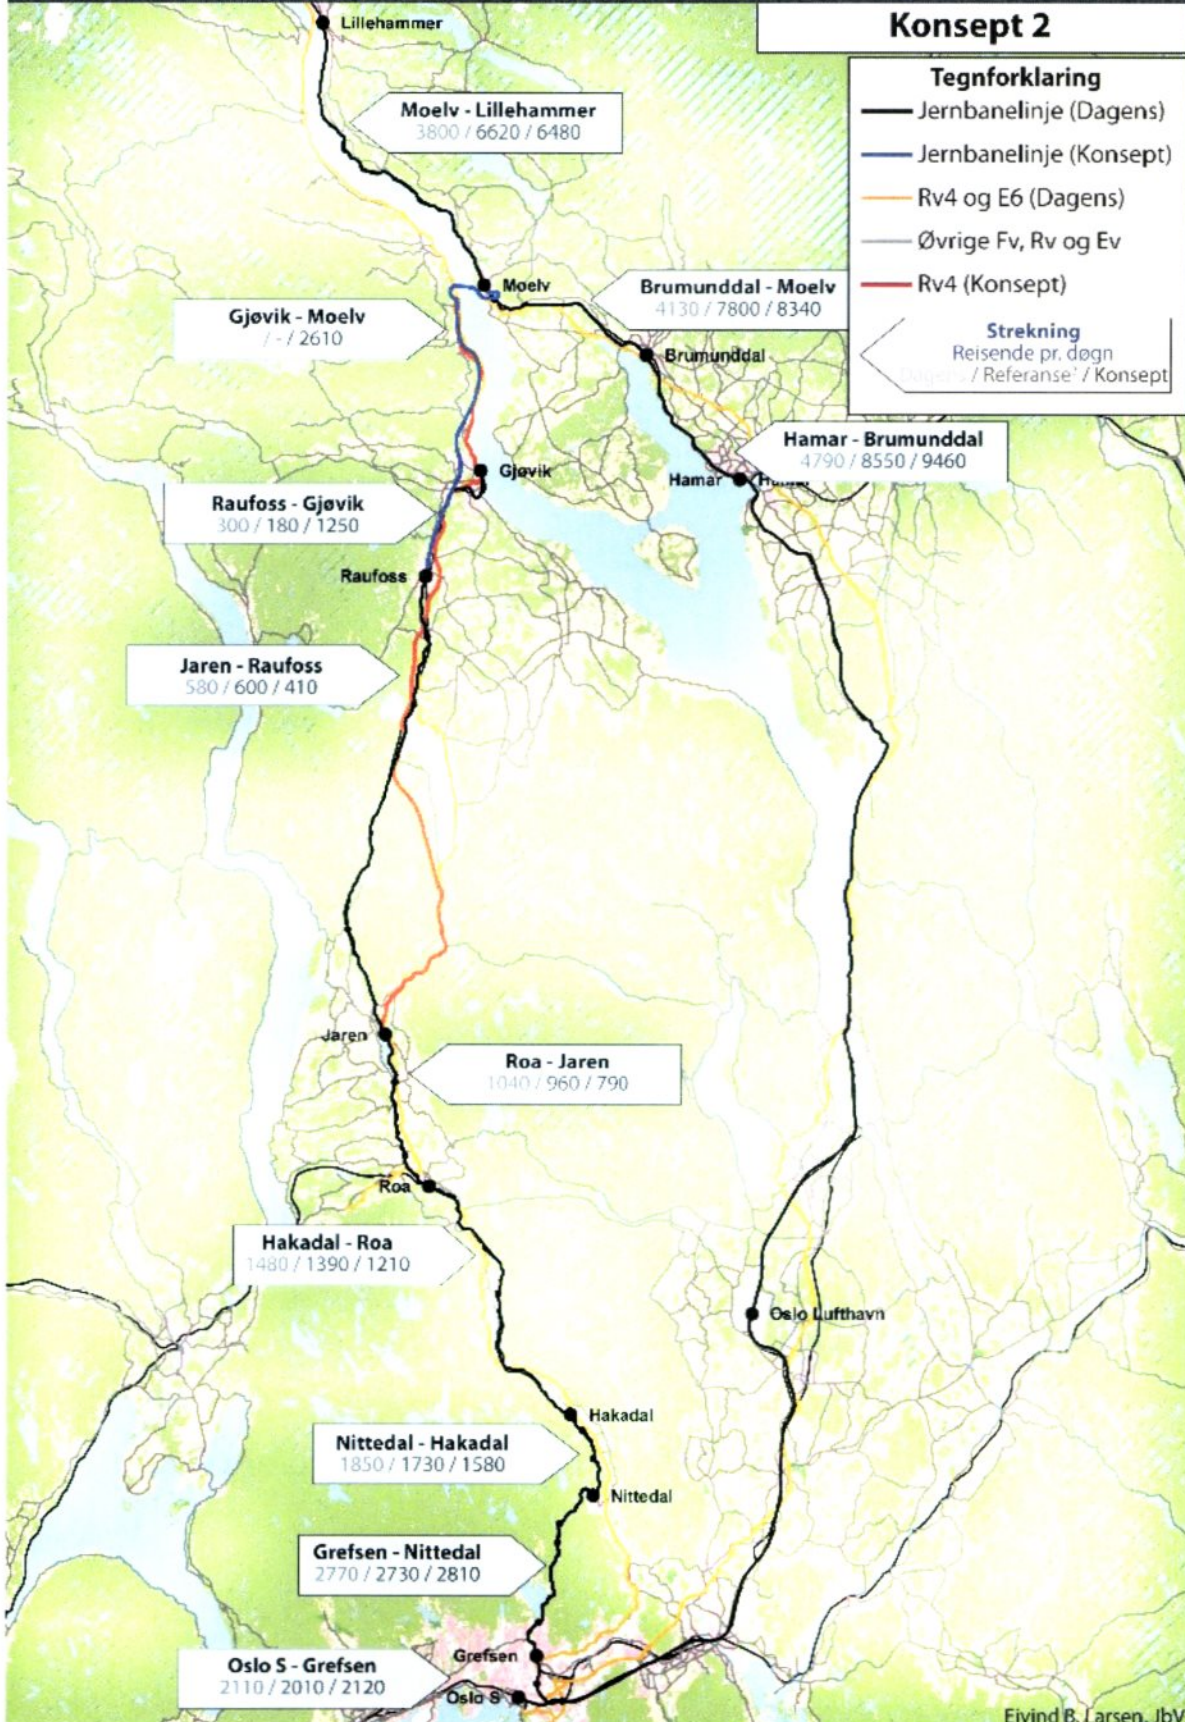 Konsept 2
Tegnforklaring
Jernbanelinje (Dagens)
Jernbanelinje (Konsept)
Rv4 og E6 (Dagens)
Øvrige Fv, Rv og Ev
Rv4 (Konsept)
Strekning
Reisende pr. døgn
Dagens / Referanse' / Konsept
Lillehammer
Moelv - Lillehammer
3800 / 6620 / 6480
Moelv
Brumunddal - Moelv
4130 / 7800 / 8340
Gjøvik - Moelv
/ - / 2610
Brumunddal
Hamar - Brumunddal
4790 / 8550 / 9460
Gjøvik
Hamar
Raufoss - Gjøvik
300 / 180 / 1250
Raufoss
Jaren - Raufoss
580 / 600 / 410
Jaren
Roa - Jaren
1040 / 960 / 790
Roa
Hakadal - Roa
1480 / 1390 / 1210
Oslo Lufthavn
Hakadal
Nittedal - Hakadal
1850 / 1730 / 1580
Nittedal
Grefsen - Nittedal
2770 / 2730 / 2810
Grefsen
Oslo S - Grefsen
2110 / 2010 / 2120
Oslo S
Eivind B. Larsen, JbV